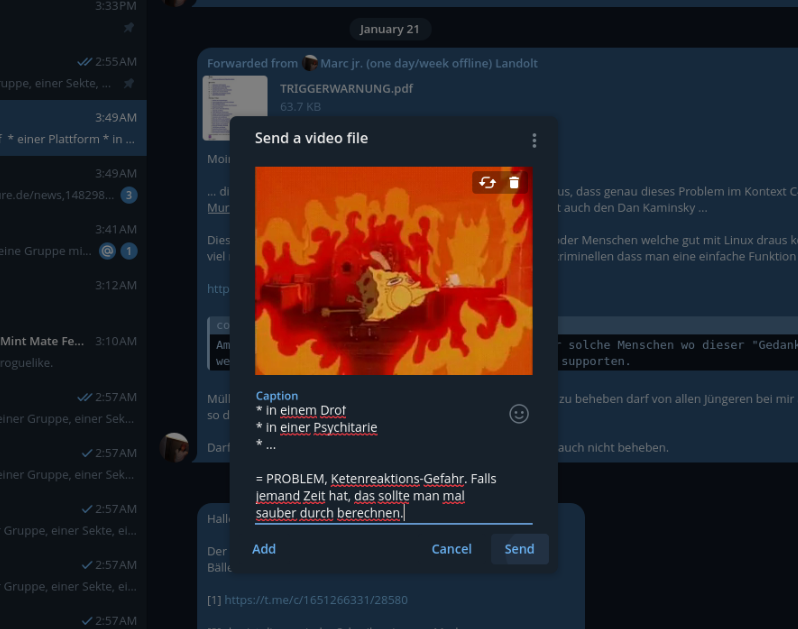 3:33PM
2:55AM
ruppe, einer Sekte, ...
3:49AM
* einer Plattform * in ...
3:49AM
re.de/news,148298... 3
3:41AM
eine Gruppe mi... @ 1
3:12AM
Mint Mate Fe... 3:10AM
roguelike.
2:57AM
einer Gruppe, einer Sek...
2:57AM
einer Gruppe, einer Sek...
2:57AM
Gruppe, einer Sekte, ei...
2:57AM
Gruppe, einer Sekte, ei...
2:57AM
January 21
Forwarded from Marc jr. (one day/week offline) Landolt
TRIGGERWARNUNG.pdf
63.7 KB
Moi
... di us, dass genau dieses Problem im Kontext C
Mur t auch den Dan Kaminsky ...
Dies oder Menschen welche gut mit Linux draus k
viel riminellen dass man eine einfache Funktion
http
co
Am r solche Menschen wo dieser "Gedank
we supporten.
Müll zu beheben darf von allen Jüngeren bei mir
so d
Darf auch nicht beheben.
Send a video file
Caption
* in einem Drof
* in einer Psychitarie
* ...
= PROBLEM, Ketenreaktions-Gefahr. Falls
jemand Zeit hat, das sollte man mal
sauber durch berechnen.
Add Cancel Send
Hall
Der
Bälle
[1] https://t.me/c/1651266331/28580